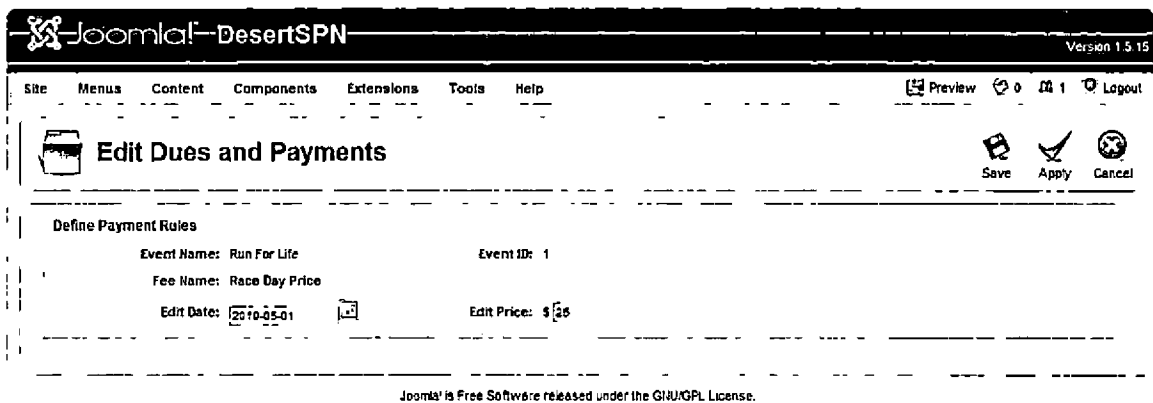 Joomla! DesertSPN
Version 1.5.15
Site Menus Content Components Extensions Tools Help Preview 0 1 Logout
Edit Dues and Payments
Save Apply Cancel
Define Payment Rules
Event Name: Run For Life Event ID: 1
Fee Name: Race Day Price
Edit Date: 2010-05-01 Edit Price: $ 25
Joomla! is Free Software released under the GNU/GPL License.